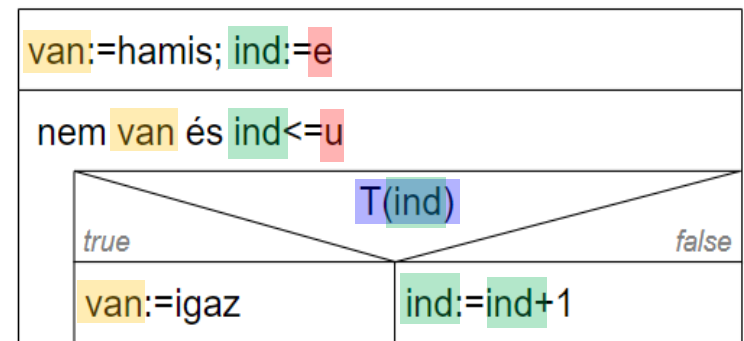 van:=hamis; ind:=e
nem van és ind<=u
T(ind)
true
false
van:=igaz
ind:=ind+1